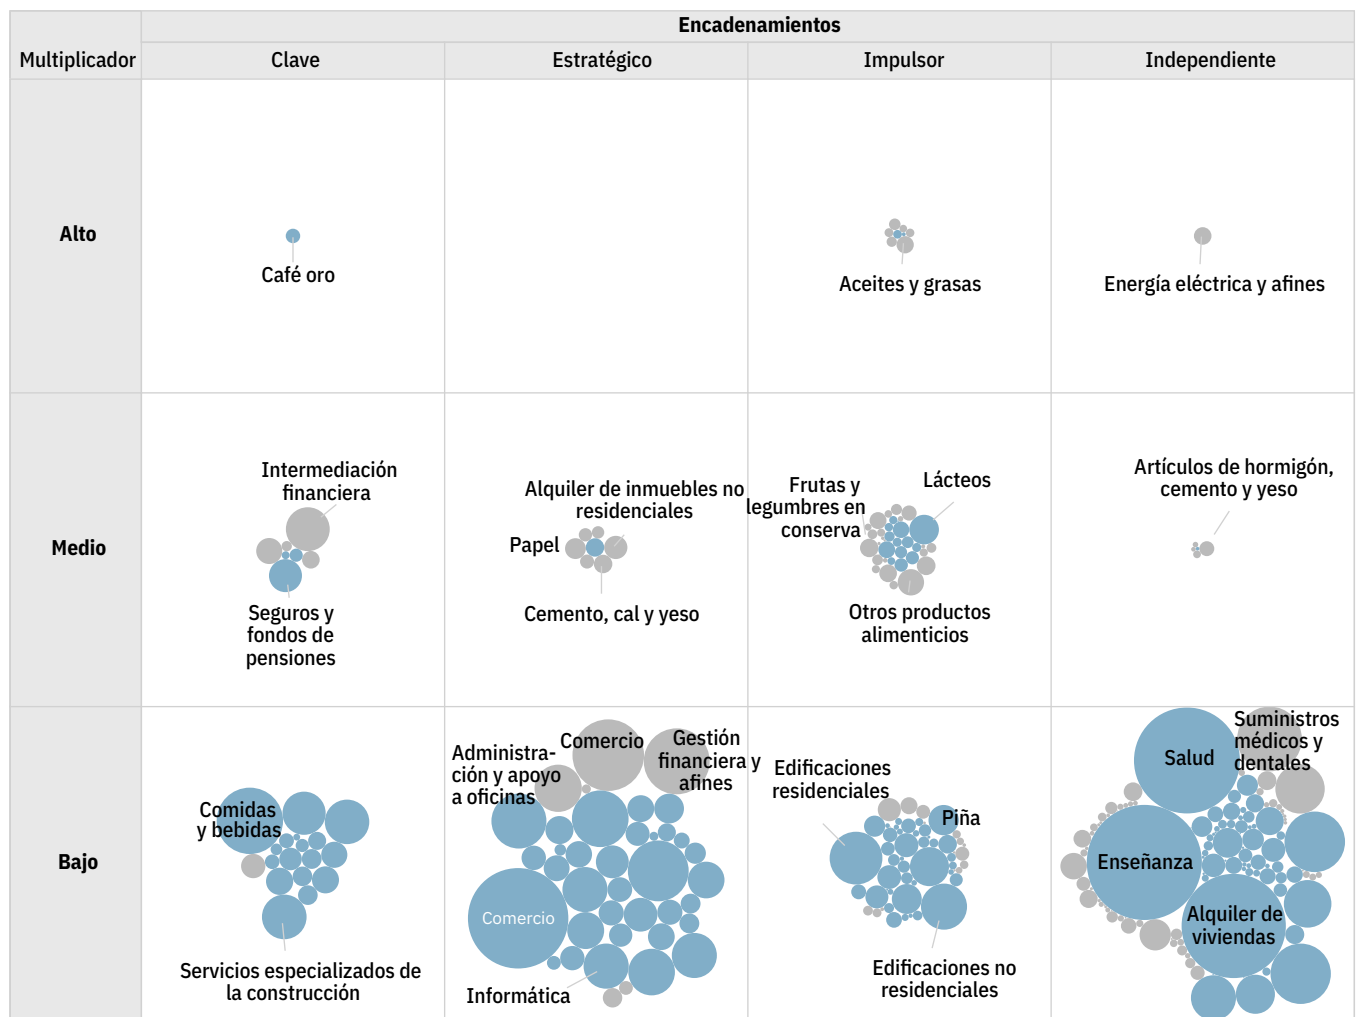 Encadenamientos
Multiplicador
Clave
Estratégico
Impulsor
Independiente
Alto
Café oro
Aceites y grasas
Energía eléctrica y afines
Medio
Intermediación
financiera
Seguros y
fondos de
pensiones
Alquiler de inmuebles no
residenciales
Papel
Cemento, cal y yeso
Frutas y
legumbres en
conserva
Lácteos
Otros productos
alimenticios
Artículos de hormigón,
cemento y yeso
Bajo
Comidas
y bebidas
Servicios especializados de
la construcción
Administra-
ción y apoyo
a oficinas
Comercio
Gestión
financiera y
afines
Comercio
Informática
Edificaciones
residenciales
Piña
Edificaciones no
residenciales
Salud
Suministros
médicos y
dentales
Enseñanza
Alquiler de
viviendas